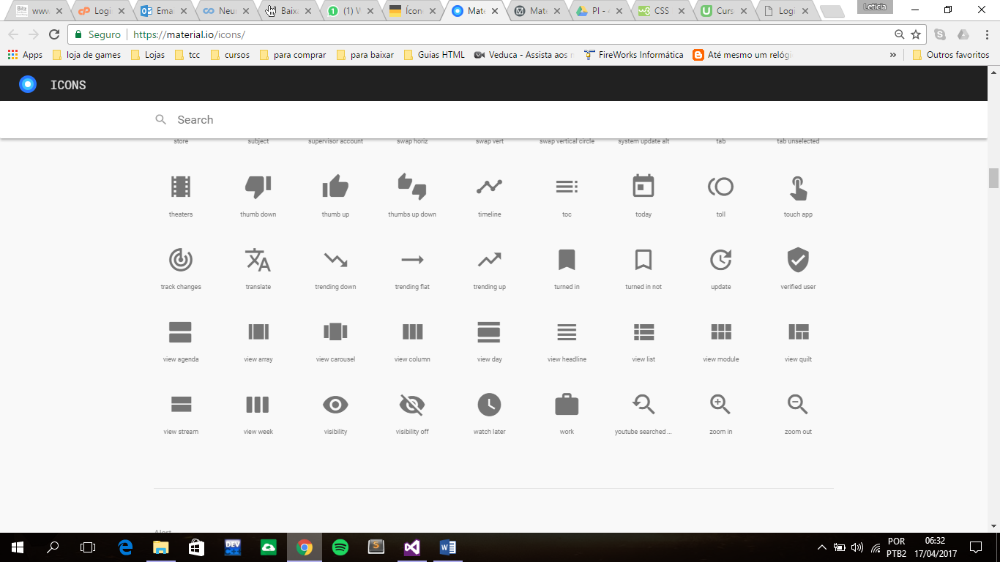 Leticia
www Logi Ema Neu Baixa (1) W Ícon Mate Mate PI - CSS Curs Logi
Seguro https://material.io/icons/
Apps loja de games Lojas tcc cursos para comprar para baixar Guias HTML Veduca - Assista aos FireWorks Informática Até mesmo um relóg » Outros favoritos
ICONS
Search
store subject supervisor account swap horiz swap vert swap vertical circle system update alt tab tab unselected
theaters thumb down thumb up thumbs up down timeline toc today toll touch app
track changes translate trending down trending flat trending up turned in turned in not update verified user
view agenda view array view carousel view column view day view headline view list view module view quilt
view stream view week visibility visibility off watch later work youtube searched ... zoom in zoom out
Alert
POR 06:32
PTB2 17/04/2017